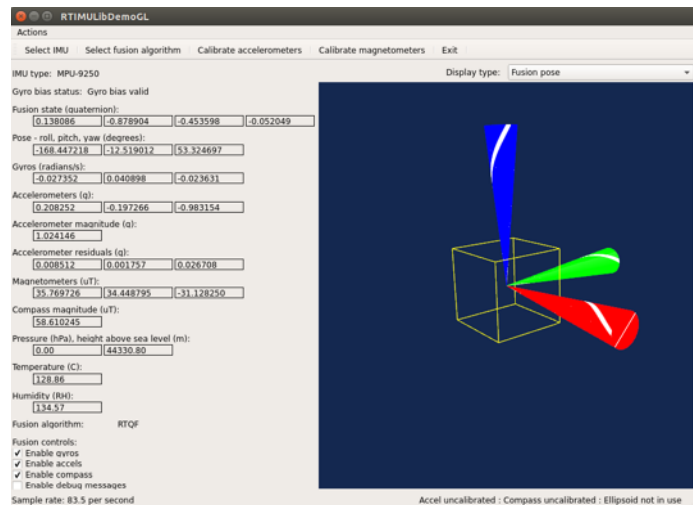 RTIMULibDemoGL
Actions
Select IMU Select fusion algorithm Calibrate accelerometers Calibrate magnetometers Exit
IMU type: MPU-9250
Display type: Fusion pose
Gyro bias status: Gyro bias valid
Fusion state (quaternion):
0.138086 -0.878904 -0.453598 -0.052049
Pose - roll, pitch, yaw (degrees):
-168.447218 -12.519012 53.324697
Gyros (radians/s):
-0.027352 0.040898 -0.023631
Accelerometers (g):
0.208252 -0.197266 -0.983154
Accelerometer magnitude (g):
1.024146
Accelerometer residuals (g):
0.008512 0.001757 0.026708
Magnetometers (uT):
35.769726 34.448795 -31.128250
Compass magnitude (uT):
58.610245
Pressure (hPa), height above sea level (m):
0.00 44330.80
Temperature (C):
128.86
Humidity (RH):
134.57
Fusion algorithm: RTQF
Fusion controls:
Enable gyros
Enable accels
Enable compass
Enable debug messages
Sample rate: 83.5 per second
Accel uncalibrated : Compass uncalibrated : Ellipsoid not in use